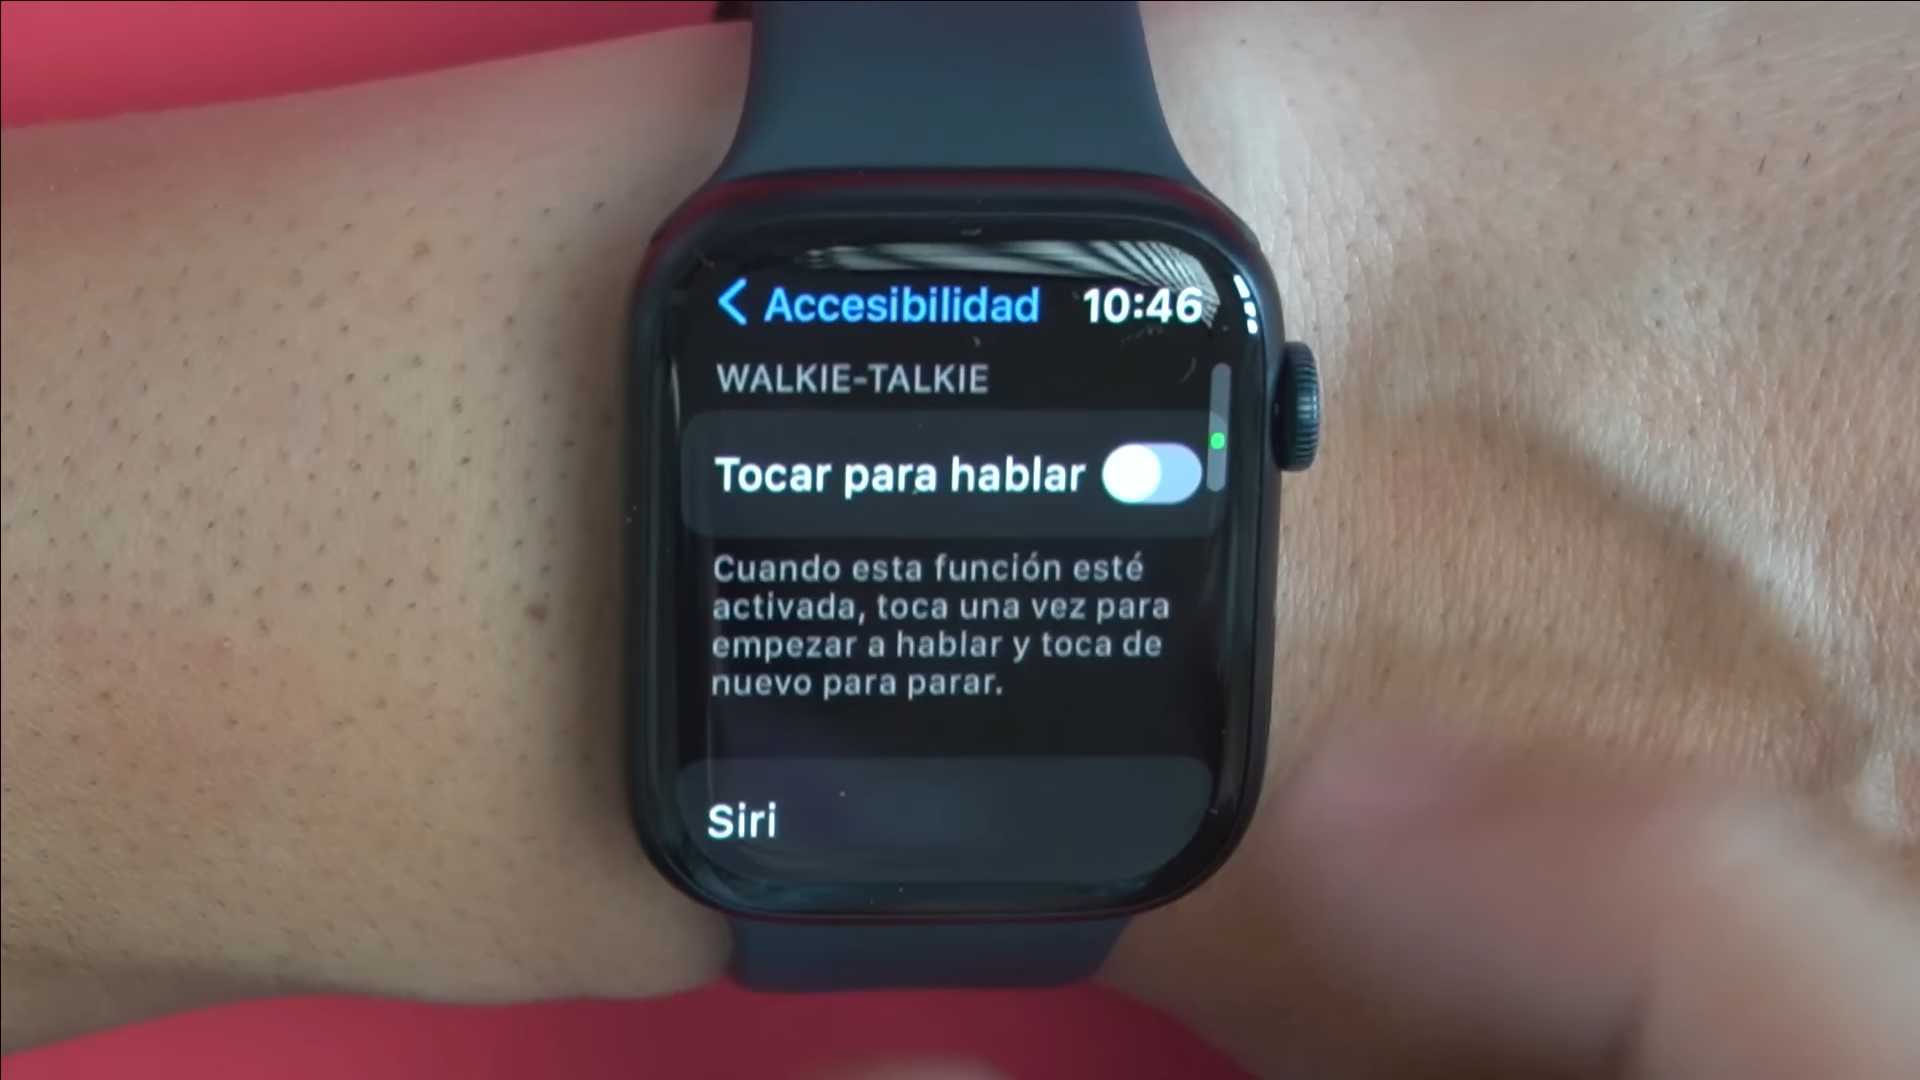 Accesibilidad 10:46
WALKIE-TALKIE
Tocar para hablar
Cuando esta función esté
activada, toca una vez para
empezar a hablar y toca de
nuevo para parar.
Siri